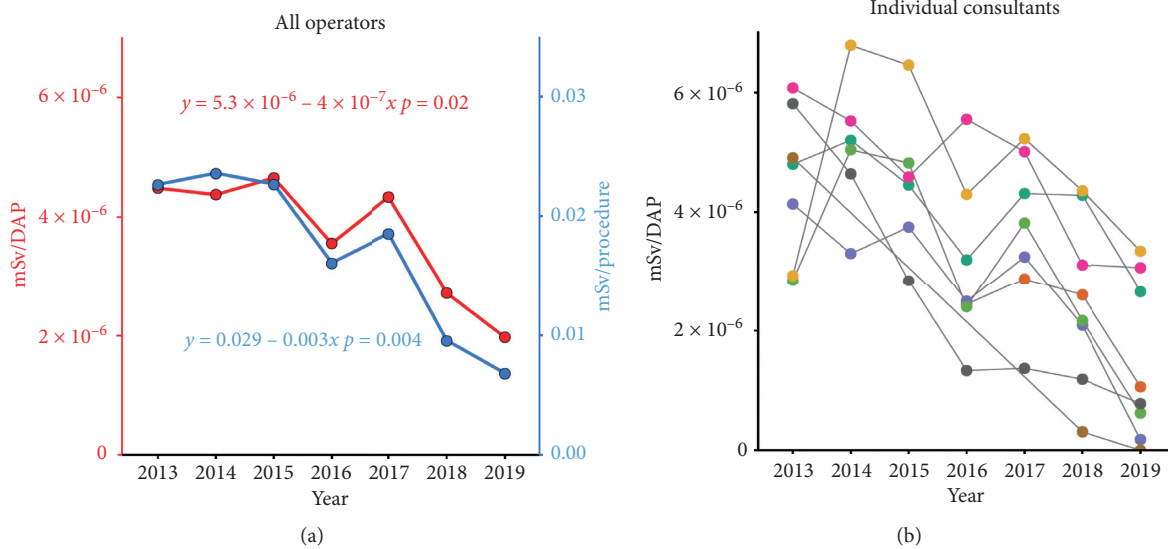 All operators
mSv/DAP
6 × 10⁻⁶
4 × 10⁻⁶
2 × 10⁻⁶
0
y = 5.3 × 10⁻⁶ – 4 × 10⁻⁷x p = 0.02
y = 0.029 – 0.003x p = 0.004
0.03
0.02
0.01
0.00
mSv/procedure
2013 2014 2015 2016 2017 2018 2019
Year
(a)
Individual consultants
mSv/DAP
6 × 10⁻⁶
4 × 10⁻⁶
2 × 10⁻⁶
0
2013 2014 2015 2016 2017 2018 2019
Year
(b)